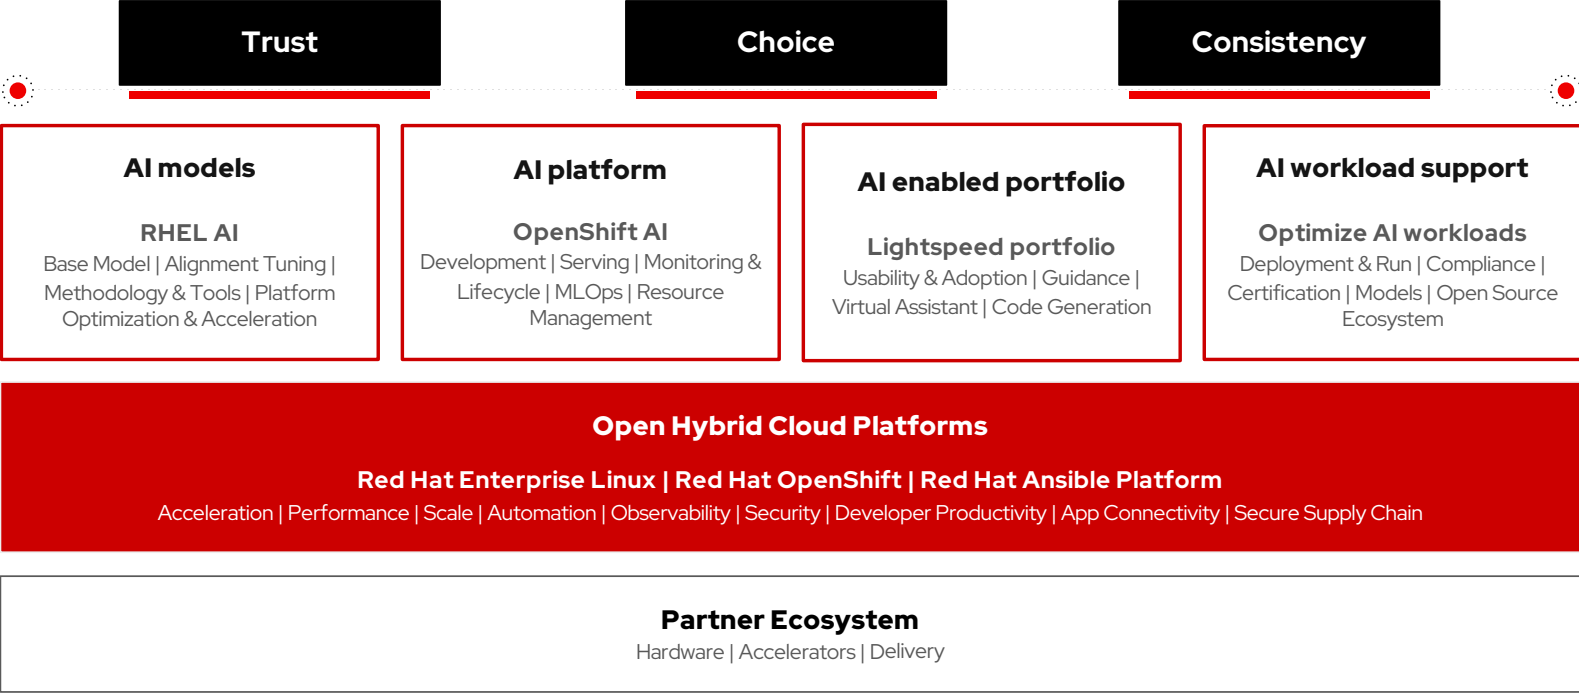 Trust
Choice
Consistency
AI models
RHEL AI
Base Model | Alignment Tuning |
Methodology & Tools | Platform
Optimization & Acceleration
AI platform
OpenShift AI
Development | Serving | Monitoring &
Lifecycle | MLOps | Resource
Management
AI enabled portfolio
Lightspeed portfolio
Usability & Adoption | Guidance |
Virtual Assistant | Code Generation
AI workload support
Optimize AI workloads
Deployment & Run | Compliance |
Certification | Models | Open Source
Ecosystem
Open Hybrid Cloud Platforms
Red Hat Enterprise Linux | Red Hat OpenShift | Red Hat Ansible Platform
Acceleration | Performance | Scale | Automation | Observability | Security | Developer Productivity | App Connectivity | Secure Supply Chain
Partner Ecosystem
Hardware | Accelerators | Delivery